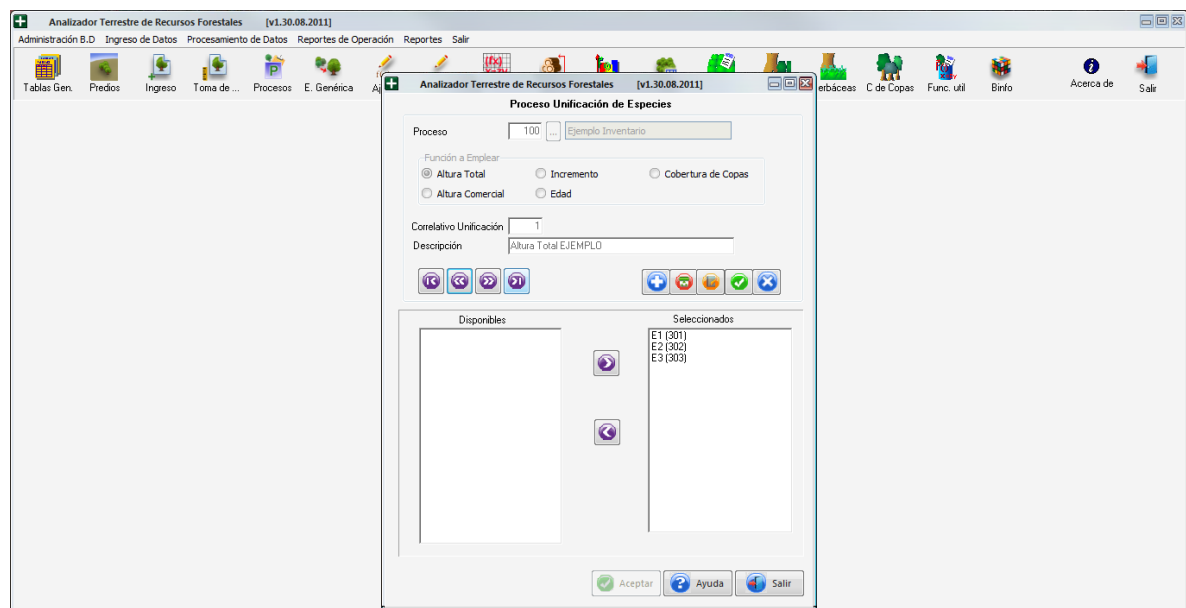 Analizador Terrestre de Recursos Forestales [v1.30.08.2011]
Administración B.D Ingreso de Datos Procesamiento de Datos Reportes de Operación Reportes Salir
Tablas Gen. Predios Ingreso Toma de ... Procesos E. Genérica erbáceas C de Copas Func. util Binfo Acerca de Salir
Analizador Terrestre de Recursos Forestales [v1.30.08.2011]
Proceso Unificación de Especies
Proceso 100 ... Ejemplo Inventario
Función a Emplear
Altura Total Incremento Cobertura de Copas
Altura Comercial Edad
Correlativo Unificación 1
Descripción Altura Total EJEMPLO
Disponibles Seleccionados
E1 (301)
E2 (302)
E3 (303)
Aceptar Ayuda Salir